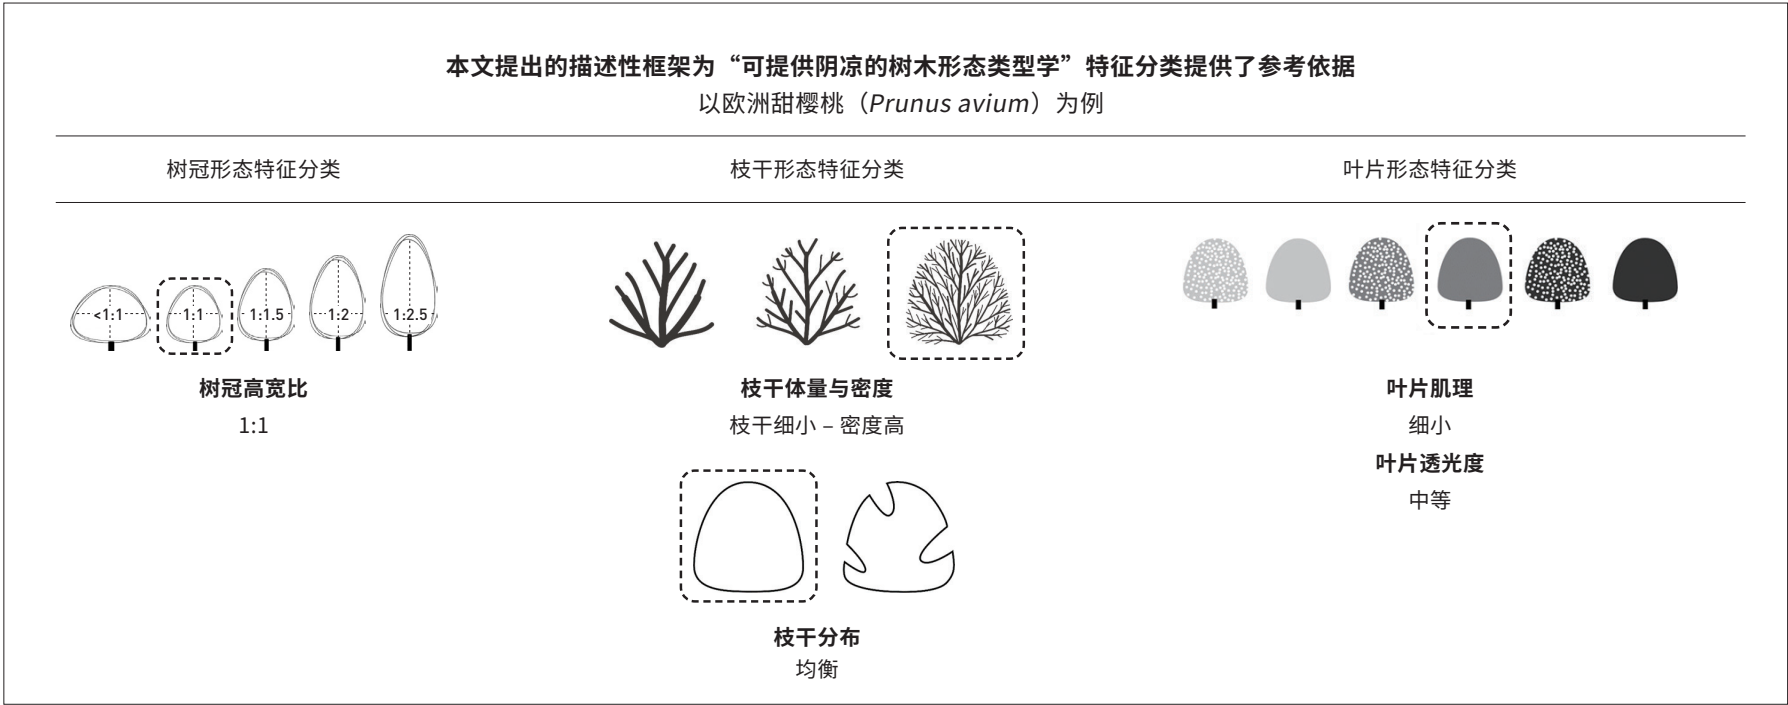 本文提出的描述性框架为“可提供阴凉的树木形态类型学”特征分类提供了参考依据
以欧洲甜樱桃（Prunus avium）为例
树冠形态特征分类
枝干形态特征分类
叶片形态特征分类
<1:1
1:1
1:1.5
1:2
1:2.5
树冠高宽比
1:1
枝干体量与密度
枝干细小 – 密度高
枝干分布
均衡
叶片肌理
细小
叶片透光度
中等